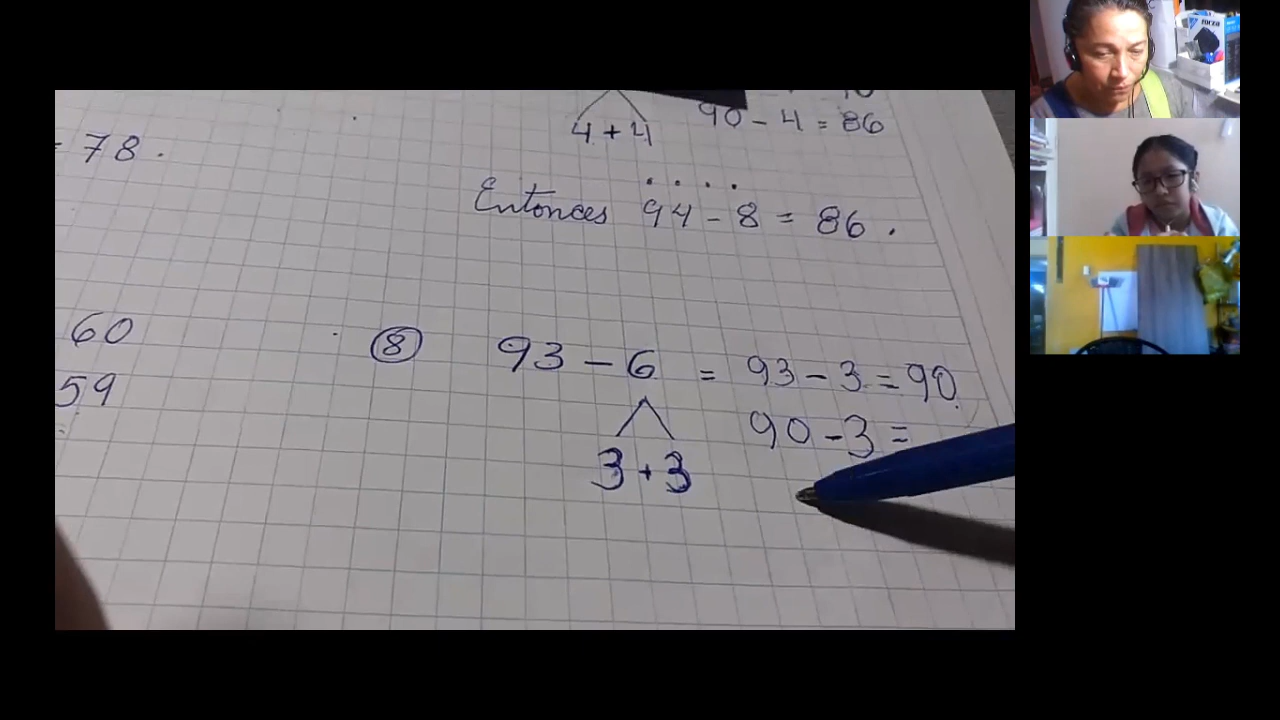 4 + 4
90 - 4 = 86
78.
Entonces 94 - 8 = 86.
60
59
8 93 - 6 = 93 - 3 = 90
90 - 3 =
3 + 3